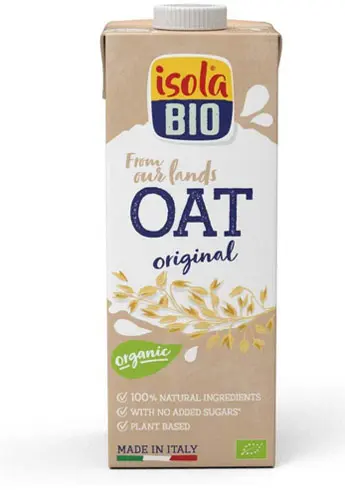 isola
BIO
From
our lands
OAT
original
organic
100% NATURAL INGREDIENTS
WITH NO ADDED SUGARS*
PLANT BASED
MADE IN ITALY